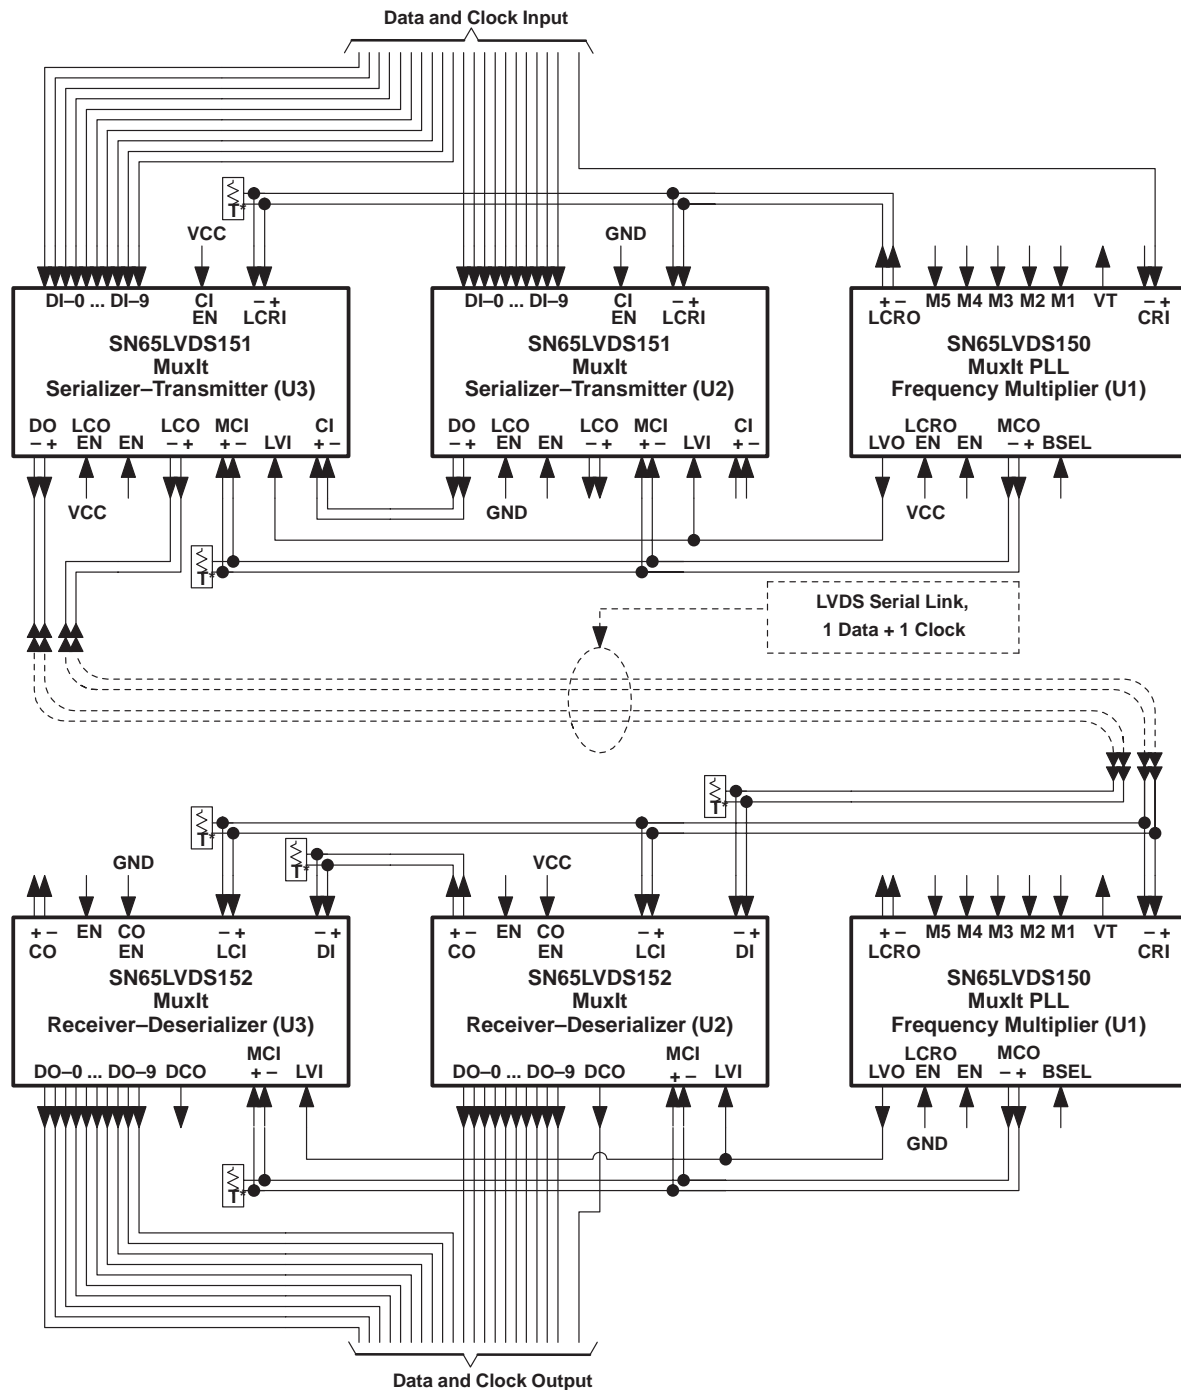 Data and Clock Input
T*
VCC
GND
DI–0 ... DI–9
CI
EN
– +
LCRI
SN65LVDS151
MuxIt
Serializer–Transmitter (U3)
DO
– +
LCO
EN
EN
LCO
– +
MCI
+ –
LVI
CI
+ –
DI–0 ... DI–9
CI
EN
– +
LCRI
SN65LVDS151
MuxIt
Serializer–Transmitter (U2)
DO
– +
LCO
EN
EN
LCO
– +
MCI
+ –
LVI
CI
+ –
+ –
LCRO
M5 M4 M3 M2 M1
VT
– +
CRI
SN65LVDS150
MuxIt PLL
Frequency Multiplier (U1)
LVO
LCRO
EN
EN
MCO
– +
BSEL
VCC
GND
VCC
T*
LVDS Serial Link,
1 Data + 1 Clock
T*
T*
T*
GND
VCC
+ –
CO
EN
CO
EN
– +
LCI
– +
DI
SN65LVDS152
MuxIt
Receiver–Deserializer (U3)
DO–0 ... DO–9
DCO
MCI
+ –
LVI
+ –
CO
EN
CO
EN
– +
LCI
– +
DI
SN65LVDS152
MuxIt
Receiver–Deserializer (U2)
DO–0 ... DO–9
DCO
MCI
+ –
LVI
+ –
LCRO
M5 M4 M3 M2 M1
VT
– +
CRI
SN65LVDS150
MuxIt PLL
Frequency Multiplier (U1)
LVO
LCRO
EN
EN
MCO
– +
BSEL
GND
T*
Data and Clock Output